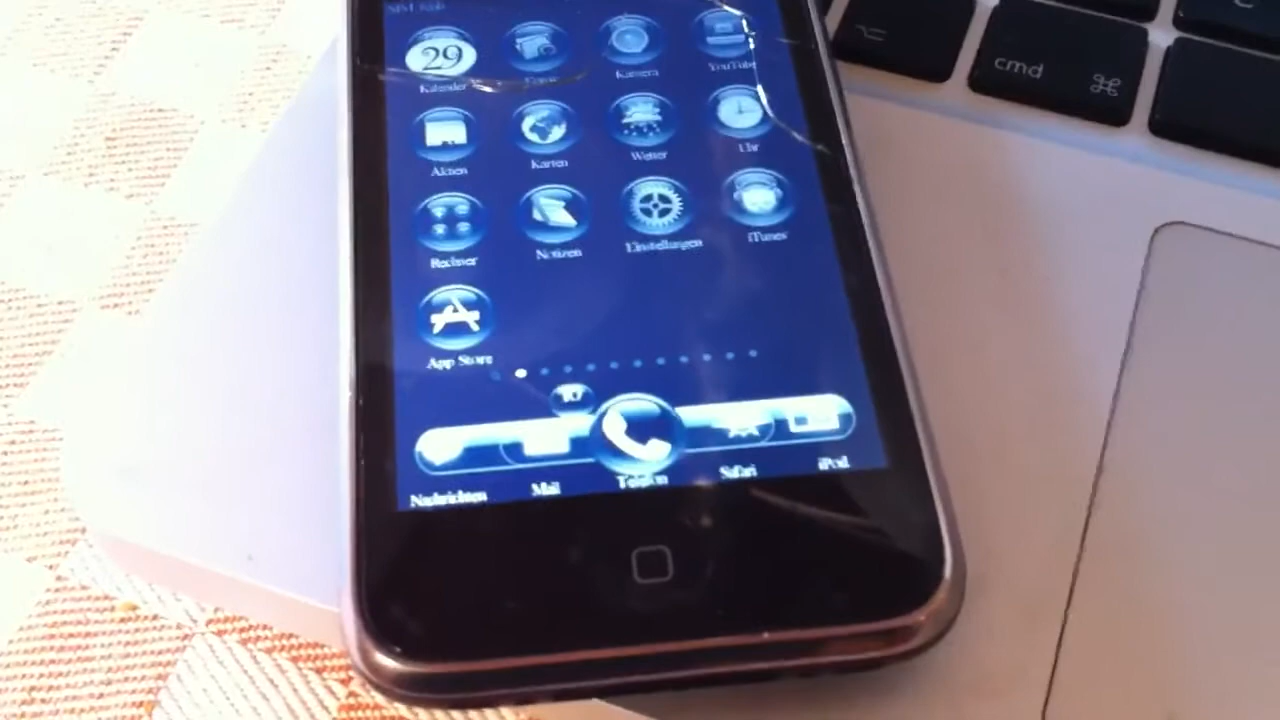 29
Kalender
Kamera
YouTube
Aktien
Karten
Wetter
Uhr
Rechner
Notizen
Einstellungen
iTunes
App Store
10
Nachrichten
Mail
Telefon
Safari
iPod
cmd ⌘